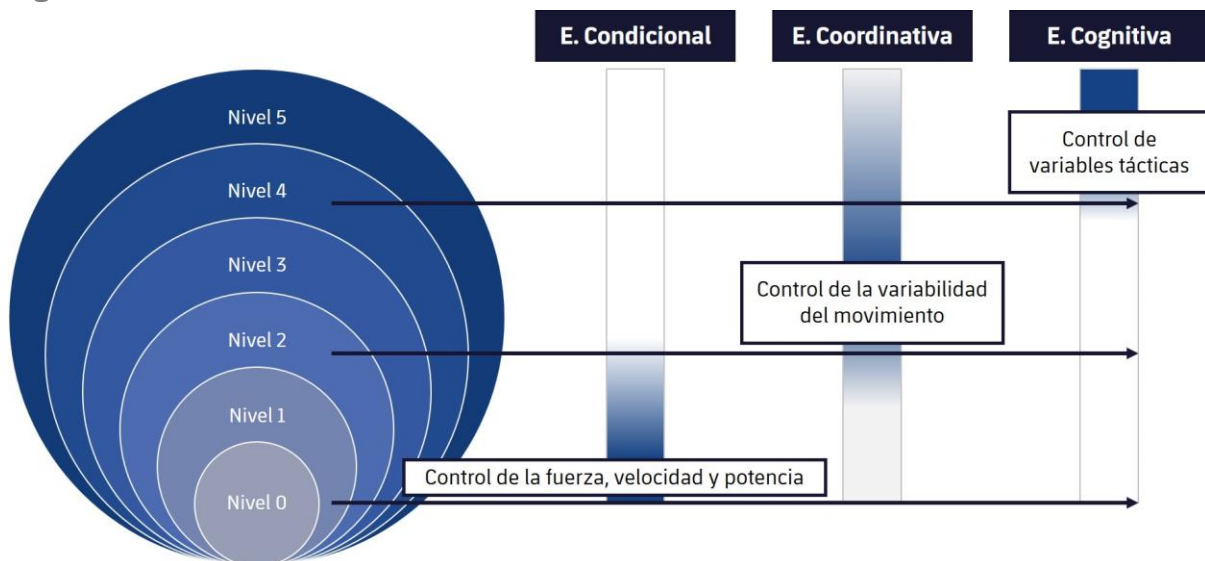 E. Condicional
E. Coordinativa
E. Cognitiva
Nivel 5
Control de
variables tácticas
Nivel 4
Nivel 3
Control de la variabilidad
del movimiento
Nivel 2
Nivel 1
Control de la fuerza, velocidad y potencia
Nivel 0